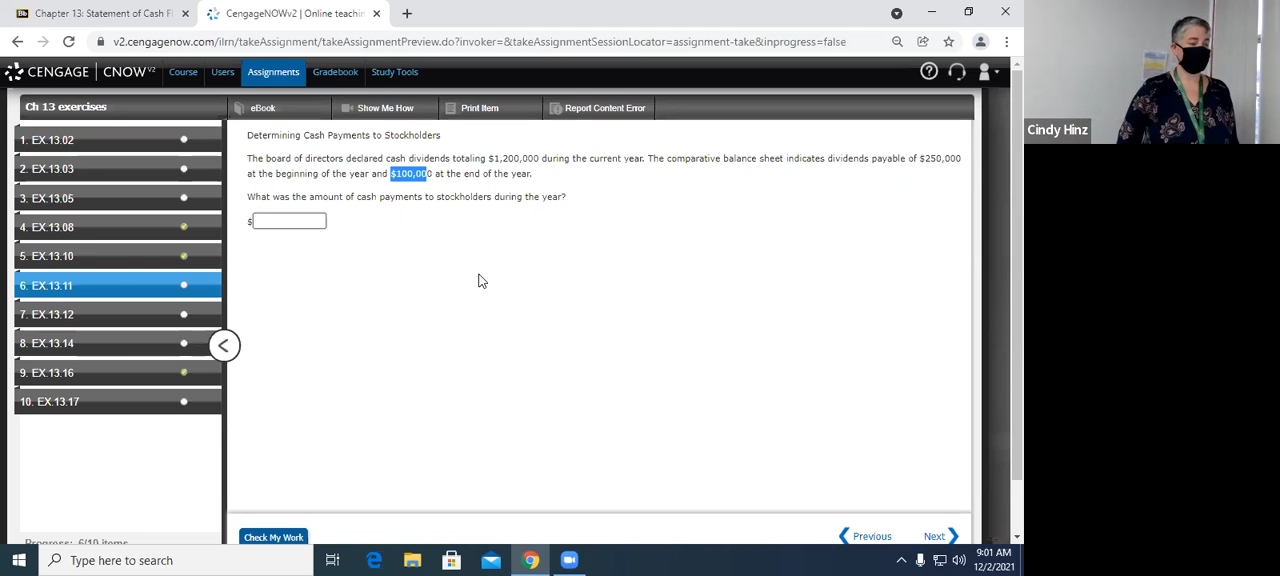 Chapter 13: Statement of Cash Fl
CengageNOWv2 | Online teachin
v2.cengagenow.com/ilrn/takeAssignment/takeAssignmentPreview.do?invoker=&takeAssignmentSessionLocator=assignment-take&inprogress=false
CENGAGE | CNOWv2 Course Users Assignments Gradebook Study Tools
Ch 13 exercises
eBook Show Me How Print Item Report Content Error
1. EX.13.02
2. EX.13.03
3. EX.13.05
4. EX.13.08
5. EX.13.10
6. EX.13.11
7. EX.13.12
8. EX.13.14
9. EX.13.16
10. EX.13.17
Determining Cash Payments to Stockholders
The board of directors declared cash dividends totaling $1,200,000 during the current year. The comparative balance sheet indicates dividends payable of $250,000
at the beginning of the year and $100,000 at the end of the year.
What was the amount of cash payments to stockholders during the year?
$
Check My Work
Previous Next
Progress: 6/10 items
Type here to search
9:01 AM
12/2/2021
Cindy Hinz